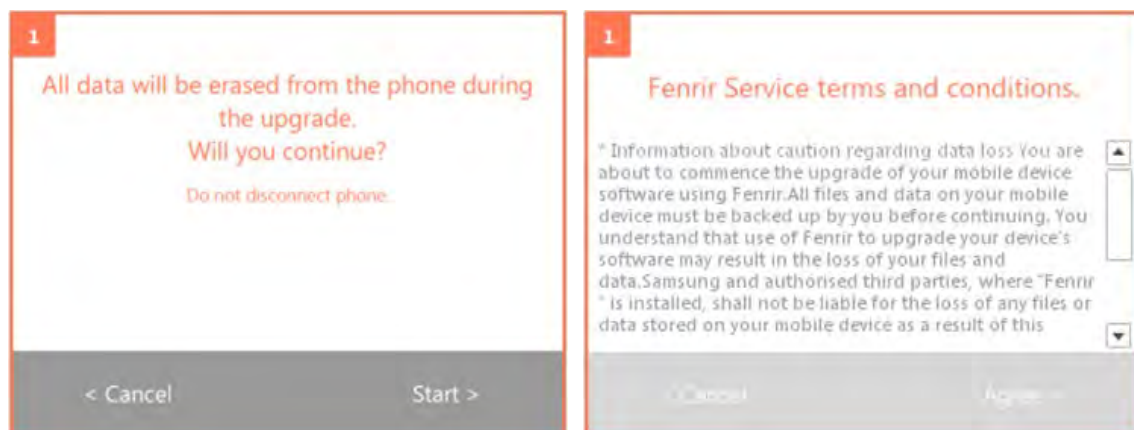 1
All data will be erased from the phone during
the upgrade.
Will you continue?
Do not disconnect phone.
< Cancel
Start >
1
Fenrir Service terms and conditions.
* Information about caution regarding data loss You are
about to commence the upgrade of your mobile device
software using Fenrir.All files and data on your mobile
device must be backed up by you before continuing. You
understand that use of Fenrir to upgrade your device's
software may result in the loss of your files and
data.Samsung and authorised third parties, where "Fenrir
" is installed, shall not be liable for the loss of any files or
data stored on your mobile device as a result of this
< Cancel
Agree >